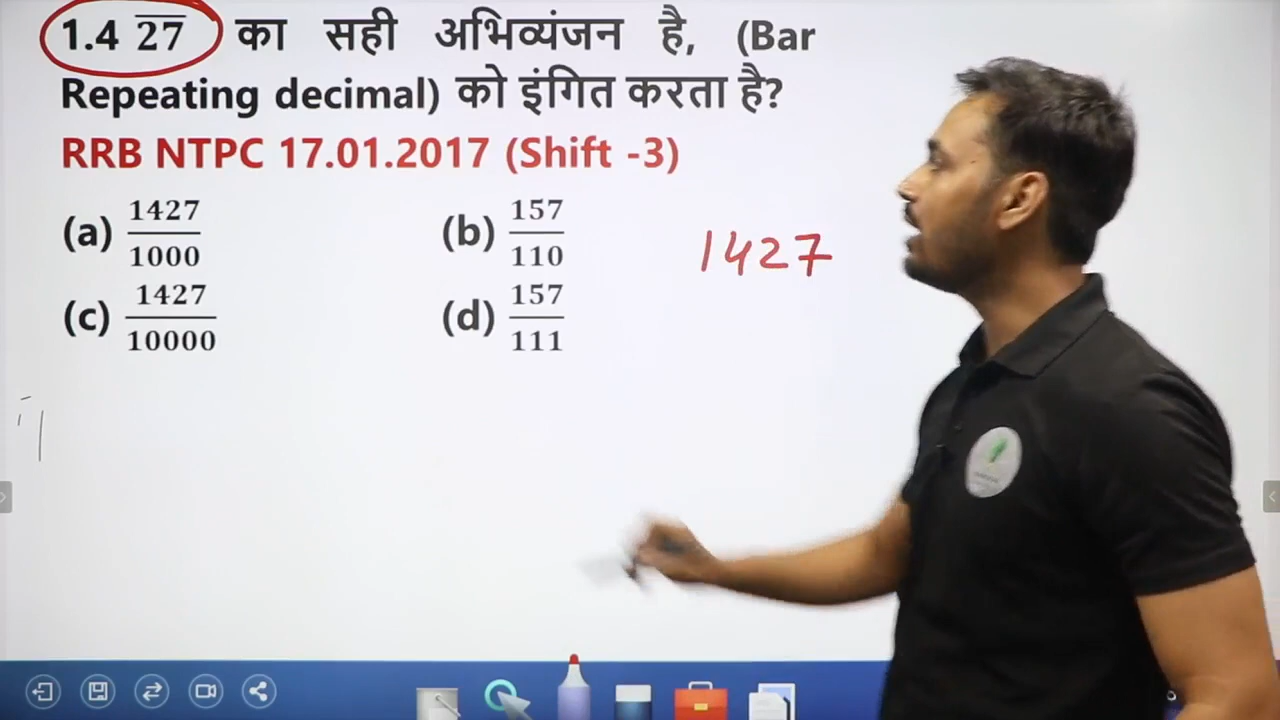 1.4 2̅7̅ का सही अभिव्यंजन है, (Bar
Repeating decimal) को इंगित करता है?
RRB NTPC 17.01.2017 (Shift -3)
(a) 1427/1000 (b) 157/110
1427
(c) 1427/10000 (d) 157/111